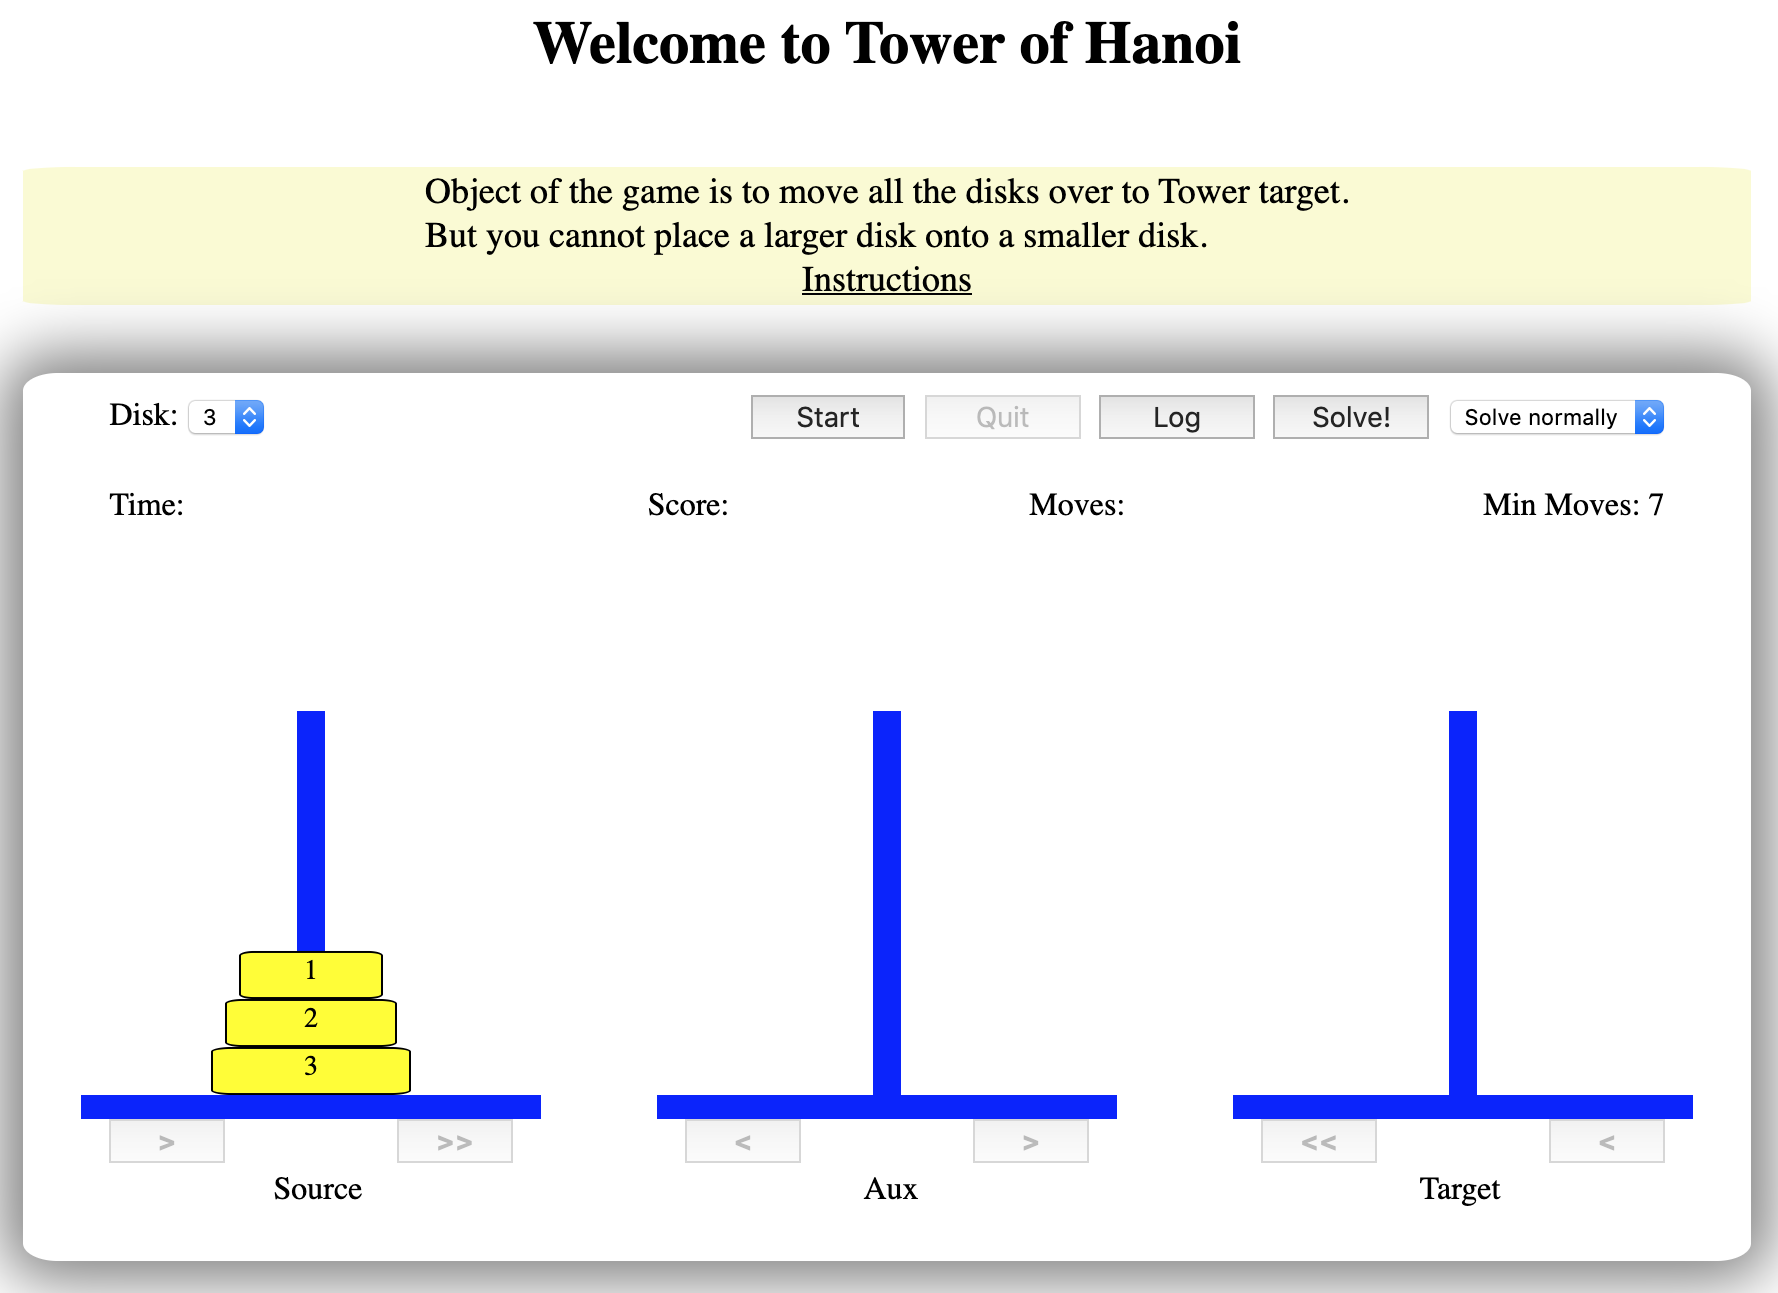 Welcome to Tower of Hanoi
Object of the game is to move all the disks over to Tower target.
But you cannot place a larger disk onto a smaller disk.
Instructions
Disk: 3 Start Quit Log Solve! Solve normally
Time: Score: Moves: Min Moves: 7
1
2
3
> >> < > << <
Source Aux Target